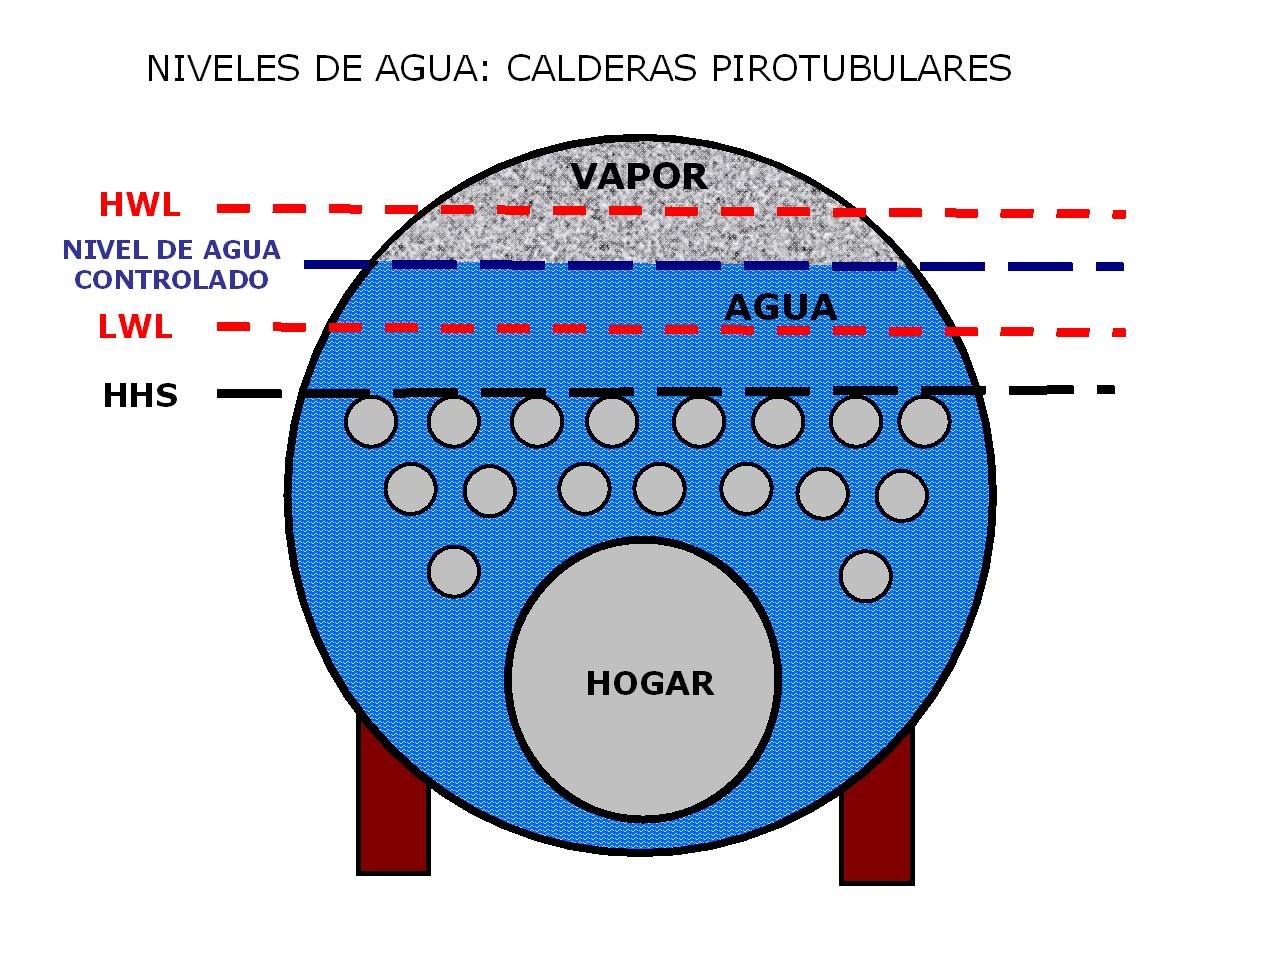 NIVELES DE AGUA: CALDERAS PIROTUBULARES
VAPOR
HWL
NIVEL DE AGUA
CONTROLADO
AGUA
LWL
HHS
HOGAR